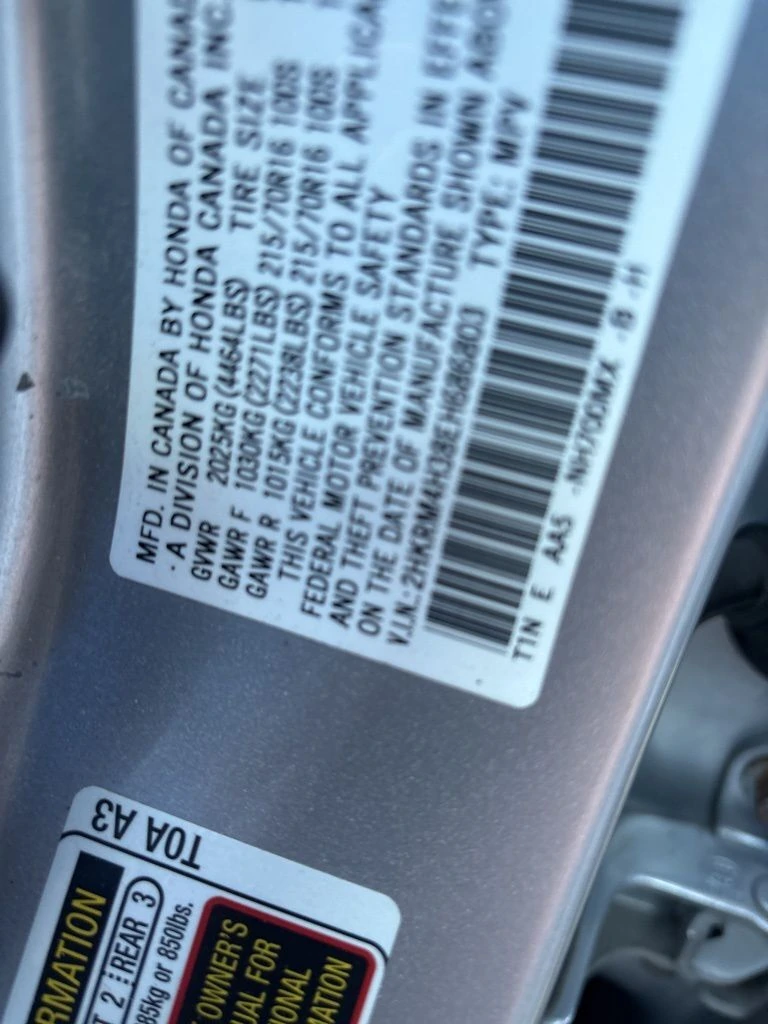 MFD. IN CANADA BY HONDA OF CANAD
· A DIVISION OF HONDA CANADA INC.
GVWR 2025KG(4464LBS) TIRE SIZE
GAWR F 1030KG(2271LBS) 215/70R16 100S
GAWR R 1015KG(2238LBS) 215/70R16 100S
THIS VEHICLE CONFORMS TO ALL APPLICA
FEDERAL MOTOR VEHICLE SAFETY
AND THEFT PREVENTION STANDARDS IN EFFE
ON THE DATE OF MANUFACTURE SHOWN ABOV
V.I.N.: 2HKRM4H38EH686803 TYPE: MPV
T1N E AA5 -NH700MX -B -H
T0A A3
RMATION
T 2 REAR 3
85kg or 850lbs.
OWNER'S
UAL FOR
IONAL
MATION